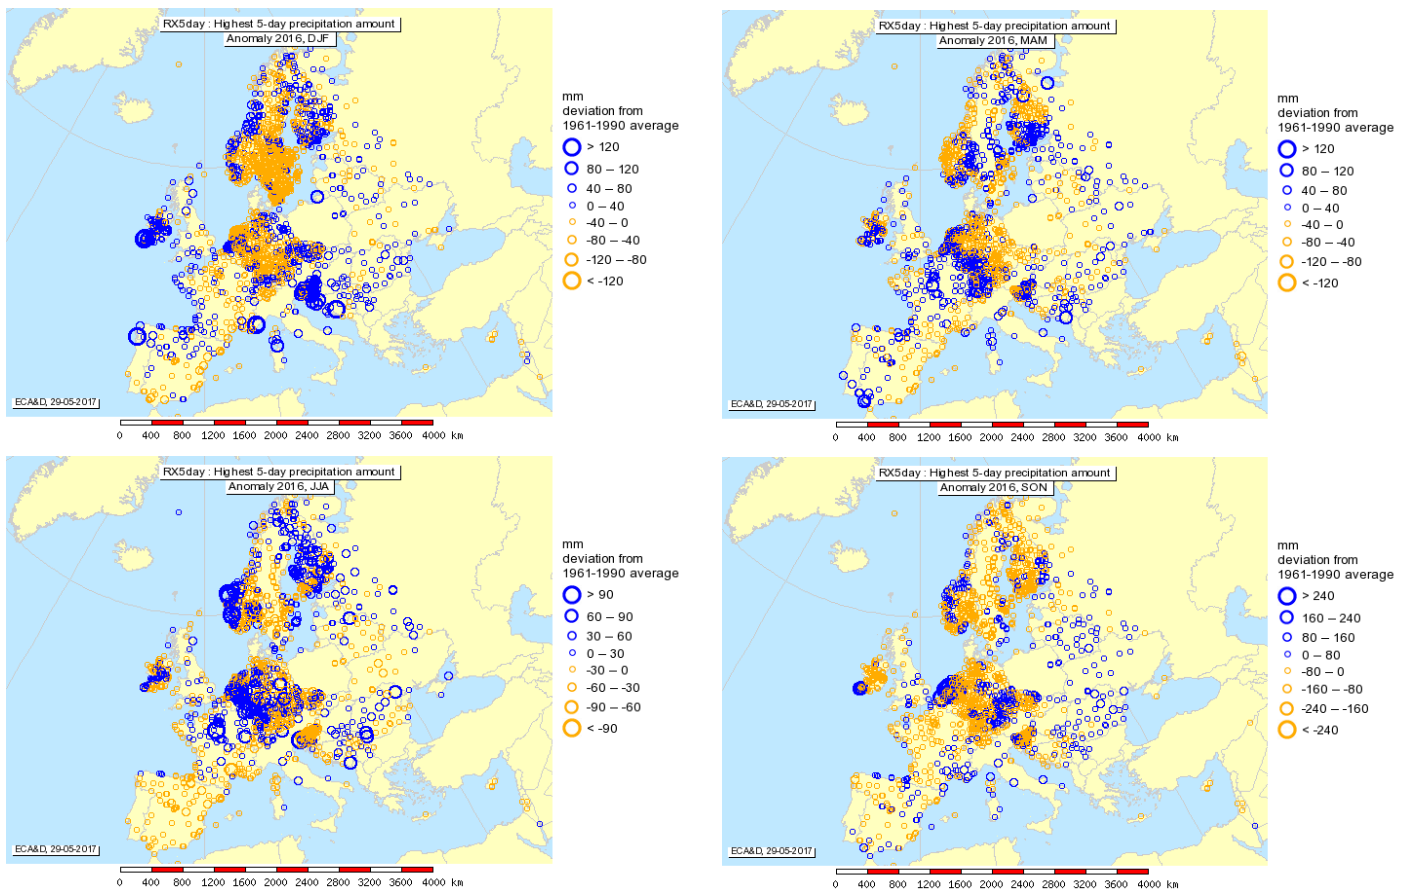 RX5day : Highest 5-day precipitation amount
Anomaly 2016, DJF
mm
deviation from
1961-1990 average
> 120
80 – 120
40 – 80
0 – 40
-40 – 0
-80 – -40
-120 – -80
< -120
ECA&D, 29-05-2017
0 400 800 1200 1600 2000 2400 2800 3200 3600 4000 km
RX5day : Highest 5-day precipitation amount
Anomaly 2016, MAM
mm
deviation from
1961-1990 average
> 120
80 – 120
40 – 80
0 – 40
-40 – 0
-80 – -40
-120 – -80
< -120
ECA&D, 29-05-2017
0 400 800 1200 1600 2000 2400 2800 3200 3600 4000 km
RX5day : Highest 5-day precipitation amount
Anomaly 2016, JJA
mm
deviation from
1961-1990 average
> 90
60 – 90
30 – 60
0 – 30
-30 – 0
-60 – -30
-90 – -60
< -90
ECA&D, 29-05-2017
0 400 800 1200 1600 2000 2400 2800 3200 3600 4000 km
RX5day : Highest 5-day precipitation amount
Anomaly 2016, SON
mm
deviation from
1961-1990 average
> 240
160 – 240
80 – 160
0 – 80
-80 – 0
-160 – -80
-240 – -160
< -240
ECA&D, 29-05-2017
0 400 800 1200 1600 2000 2400 2800 3200 3600 4000 km